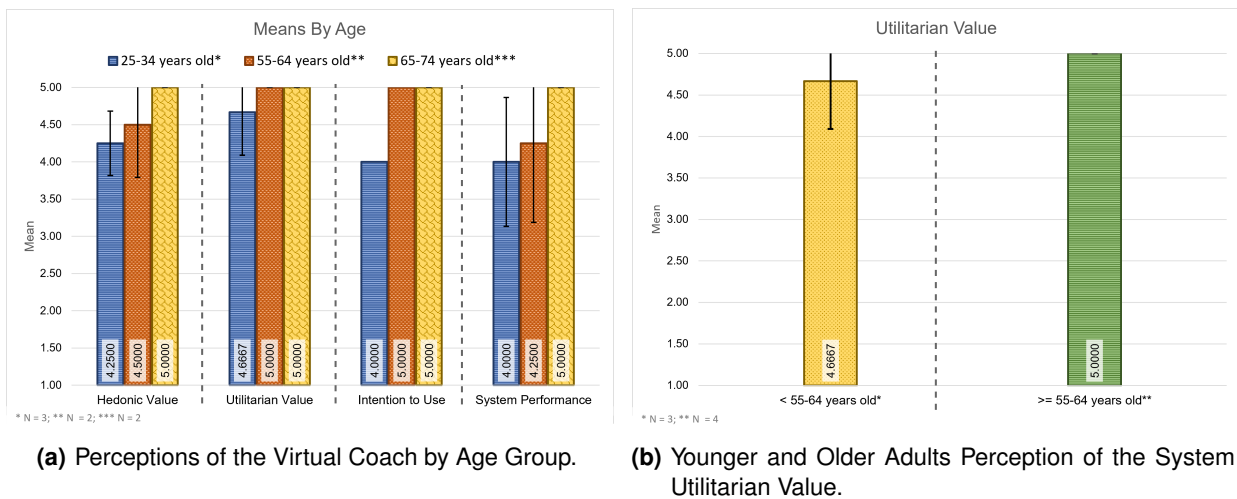 Means By Age
25-34 years old* 55-64 years old** 65-74 years old***
5.00
4.50
4.00
3.50
3.00
2.50
2.00
1.50
1.00
Mean
4.2500 4.5000 5.0000 4.6667 5.0000 5.0000 4.0000 5.0000 5.0000 4.0000 4.2500 5.0000
Hedonic Value Utilitarian Value Intention to Use System Performance
* N = 3; ** N = 2; *** N = 2
(a) Perceptions of the Virtual Coach by Age Group.
Utilitarian Value
5.00
4.50
4.00
3.50
3.00
2.50
2.00
1.50
1.00
Mean
4.6667 5.0000
< 55-64 years old* >= 55-64 years old**
* N = 3; ** N = 4
(b) Younger and Older Adults Perception of the System
Utilitarian Value.